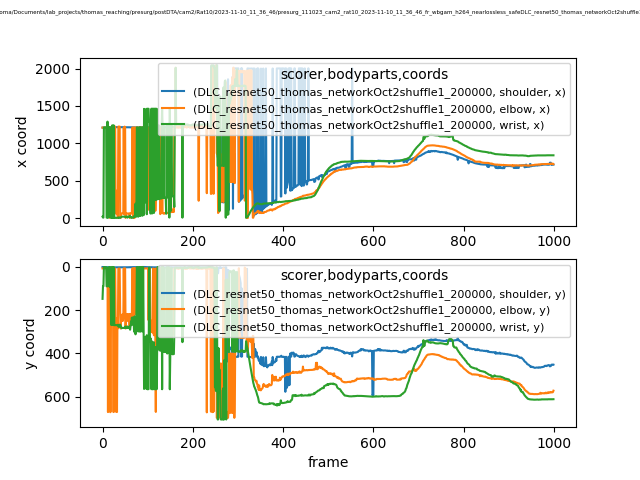 oma/Documents/lab_projects/thomas_reaching/presurg/postDTA/cam2/Rat10/2023-11-10_11_36_46/presurg_111023_cam2_rat10_2023-11-10_11_36_46_fr_wbgam_h264_nearlossless_safeDLC_resnet50_thomas_networkOct2shuffle1
2000
1500
1000
500
0
x coord
scorer,bodyparts,coords
(DLC_resnet50_thomas_networkOct2shuffle1_200000, shoulder, x)
(DLC_resnet50_thomas_networkOct2shuffle1_200000, elbow, x)
(DLC_resnet50_thomas_networkOct2shuffle1_200000, wrist, x)
0 200 400 600 800 1000
0
200
400
600
y coord
scorer,bodyparts,coords
(DLC_resnet50_thomas_networkOct2shuffle1_200000, shoulder, y)
(DLC_resnet50_thomas_networkOct2shuffle1_200000, elbow, y)
(DLC_resnet50_thomas_networkOct2shuffle1_200000, wrist, y)
0 200 400 600 800 1000
frame